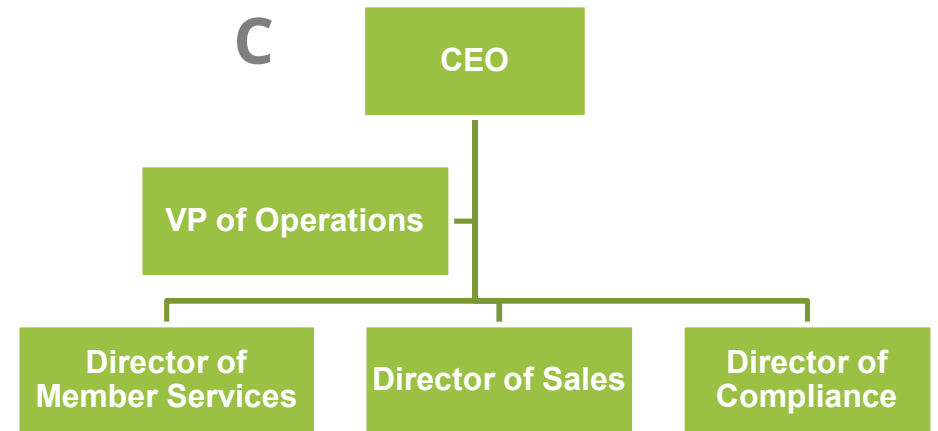 C
CEO
VP of Operations
Director of
Member Services
Director of Sales
Director of
Compliance